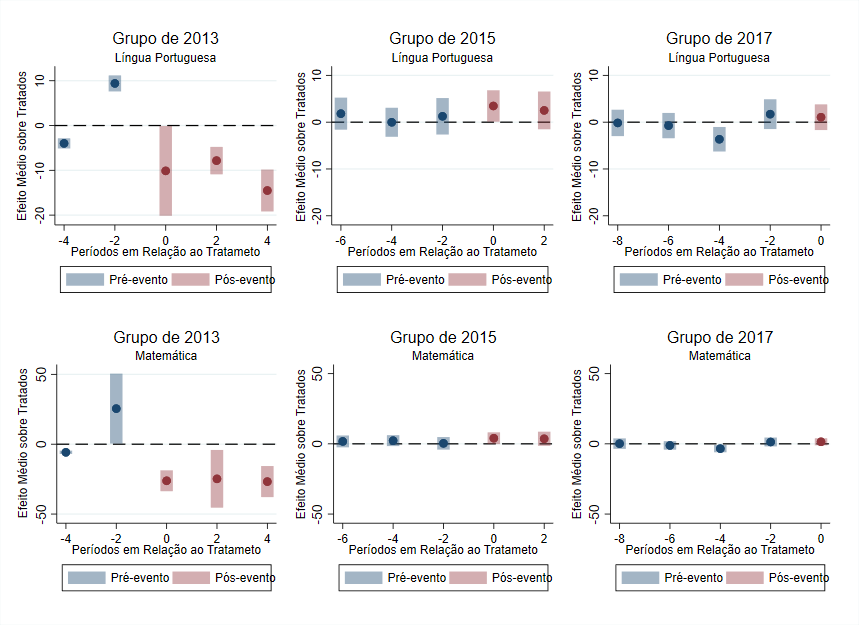 Grupo de 2013
Língua Portuguesa
Efeito Médio sobre Tratados
10
0
-10
-20
-4
-2
0
2
4
Períodos em Relação ao Tratameto
Pré-evento
Pós-evento
Grupo de 2015
Língua Portuguesa
Efeito Médio sobre Tratados
10
0
-10
-20
-6
-4
-2
0
2
Períodos em Relação ao Tratameto
Pré-evento
Pós-evento
Grupo de 2017
Língua Portuguesa
Efeito Médio sobre Tratados
10
0
-10
-20
-8
-6
-4
-2
0
Períodos em Relação ao Tratameto
Pré-evento
Pós-evento
Grupo de 2013
Matemática
Efeito Médio sobre Tratados
50
0
-50
-4
-2
0
2
4
Períodos em Relação ao Tratameto
Pré-evento
Pós-evento
Grupo de 2015
Matemática
Efeito Médio sobre Tratados
50
0
-50
-6
-4
-2
0
2
Períodos em Relação ao Tratameto
Pré-evento
Pós-evento
Grupo de 2017
Matemática
Efeito Médio sobre Tratados
50
0
-50
-8
-6
-4
-2
0
Períodos em Relação ao Tratameto
Pré-evento
Pós-evento